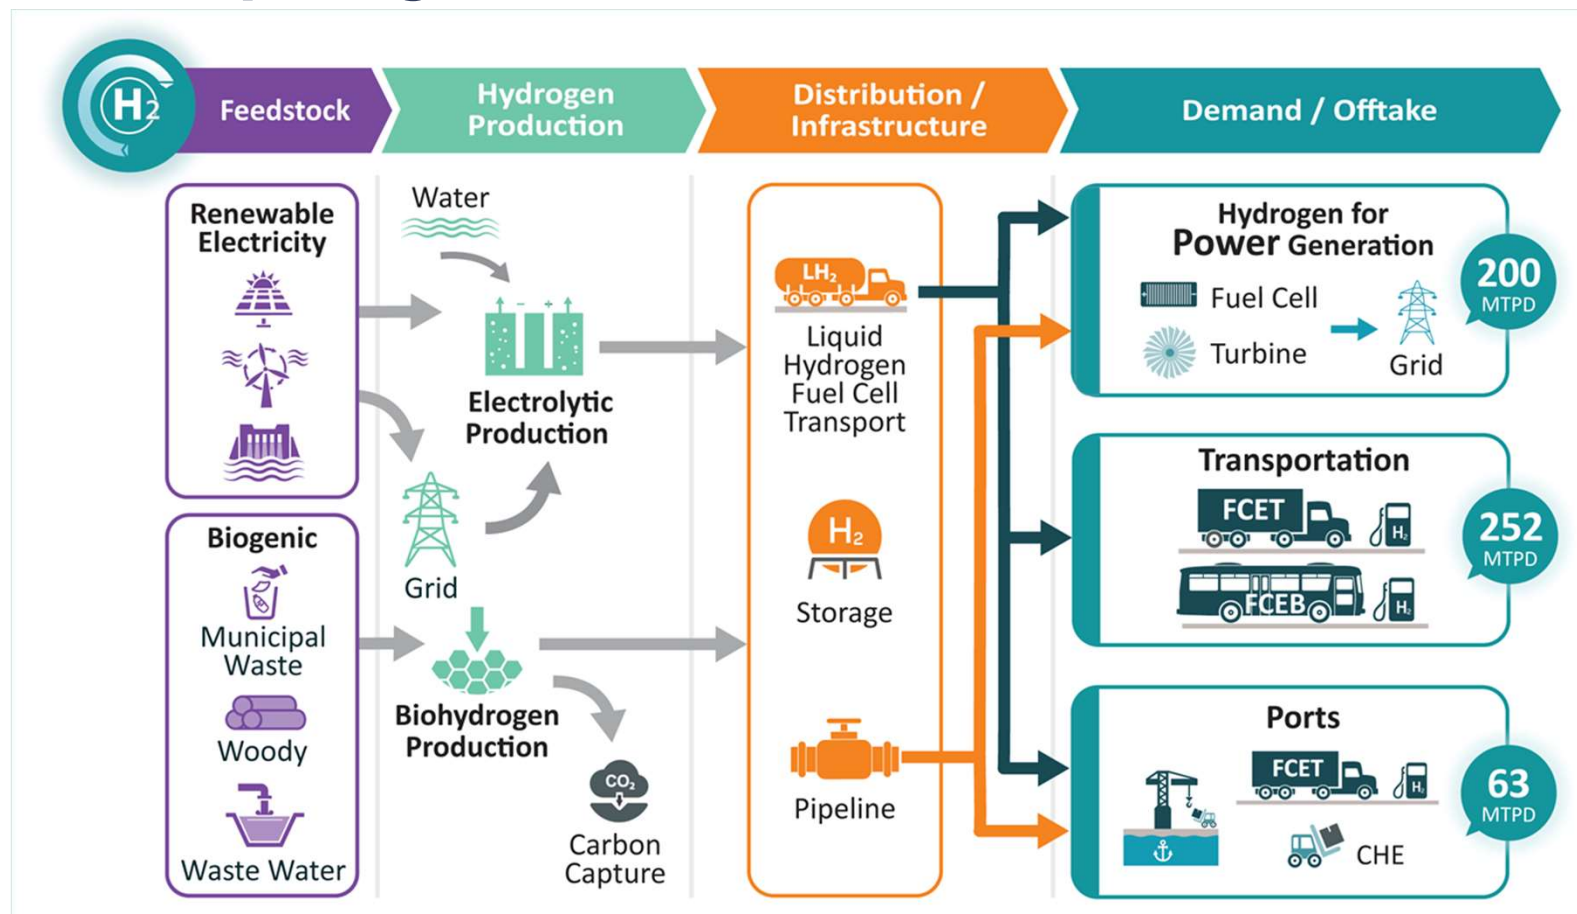 H2
Feedstock
Hydrogen
Production
Distribution /
Infrastructure
Demand / Offtake
Renewable
Electricity
Water
Electrolytic
Production
Grid
Biogenic
Municipal
Waste
Woody
Waste Water
Biohydrogen
Production
CO₂
Carbon
Capture
LH₂
Liquid
Hydrogen
Fuel Cell
Transport
H₂
Storage
Pipeline
Hydrogen for
Power Generation
Fuel Cell
Turbine
Grid
200
MTPD
Transportation
FCET
H₂
FCEB
H₂
252
MTPD
Ports
FCET
H₂
CHE
63
MTPD